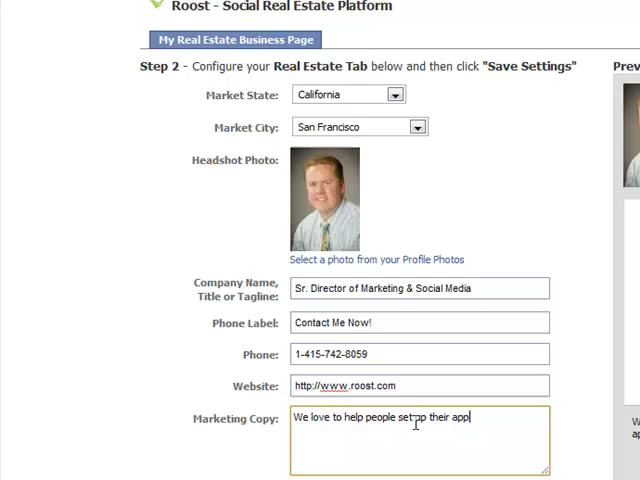 Roost - Social Real Estate Platform
My Real Estate Business Page
Step 2 - Configure your Real Estate Tab below and then click "Save Settings"
Prev
Market State: California
Market City: San Francisco
Headshot Photo:
Select a photo from your Profile Photos
Company Name,
Title or Tagline: Sr. Director of Marketing & Social Media
Phone Label: Contact Me Now!
Phone: 1-415-742-8059
Website: http://www.roost.com
Marketing Copy: We love to help people set up their app
W
ap